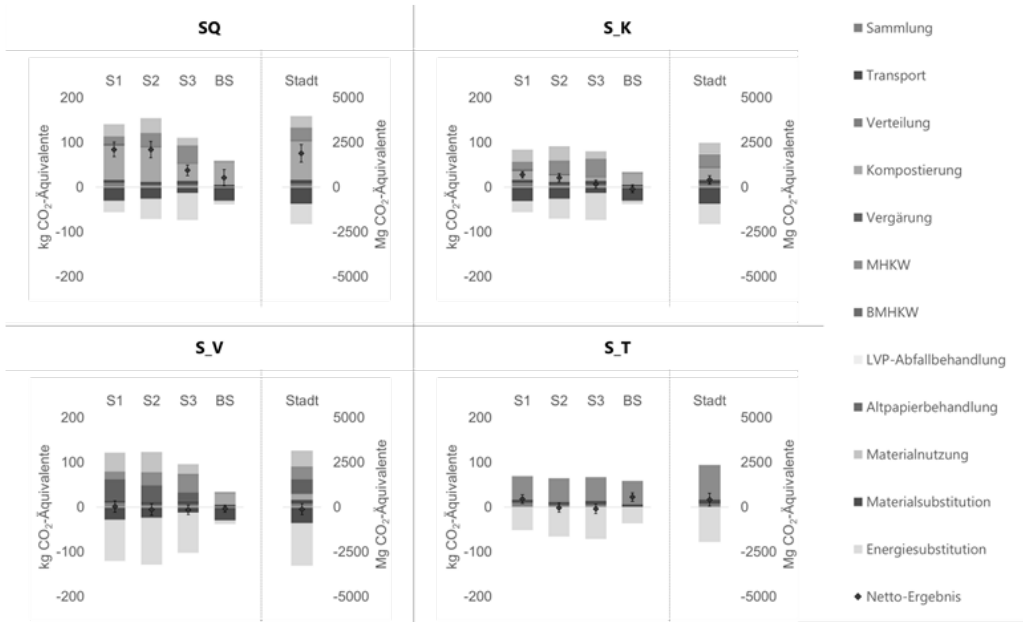 SQ
S1 S2 S3 BS Stadt
200
100
0
-100
-200
kg CO₂-Äquivalente
5000
2500
0
-2500
-5000
Mg CO₂-Äquivalente
S_K
S1 S2 S3 BS Stadt
200
100
0
-100
-200
kg CO₂-Äquivalente
5000
2500
0
-2500
-5000
Mg CO₂-Äquivalente
S_V
S1 S2 S3 BS Stadt
200
100
0
-100
-200
kg CO₂-Äquivalente
5000
2500
0
-2500
-5000
Mg CO₂-Äquivalente
S_T
S1 S2 S3 BS Stadt
200
100
0
-100
-200
kg CO₂-Äquivalente
5000
2500
0
-2500
-5000
Mg CO₂-Äquivalente
Sammlung
Transport
Verteilung
Kompostierung
Vergärung
MHKW
BMHKW
LVP-Abfallbehandlung
Altpapierbehandlung
Materialnutzung
Materialsubstitution
Energiesubstitution
Netto-Ergebnis